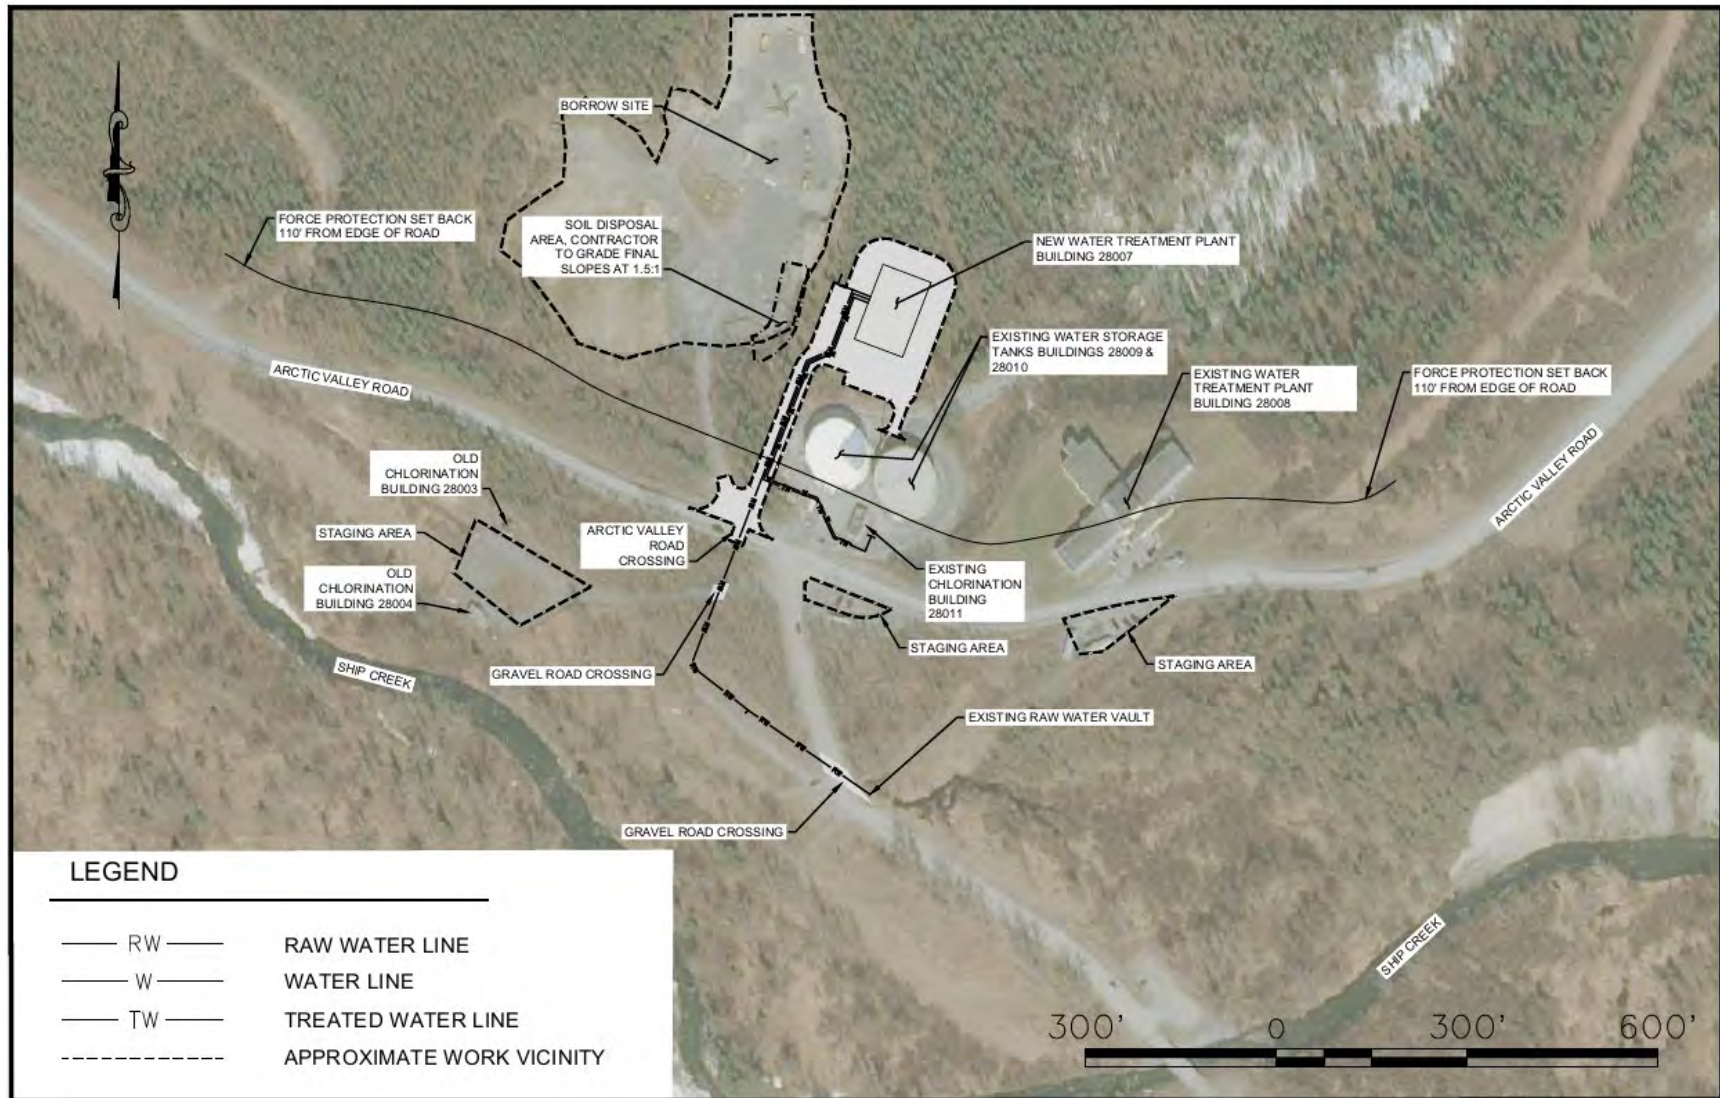 BORROW SITE
FORCE PROTECTION SET BACK
110' FROM EDGE OF ROAD
SOIL DISPOSAL
AREA, CONTRACTOR
TO GRADE FINAL
SLOPES AT 1.5:1
NEW WATER TREATMENT PLANT
BUILDING 28007
EXISTING WATER STORAGE
TANKS BUILDINGS 28009 &
28010
EXISTING WATER
TREATMENT PLANT
BUILDING 28008
FORCE PROTECTION SET BACK
110' FROM EDGE OF ROAD
ARCTIC VALLEY ROAD
ARCTIC VALLEY ROAD
OLD
CHLORINATION
BUILDING 28003
STAGING AREA
OLD
CHLORINATION
BUILDING 28004
ARCTIC VALLEY
ROAD
CROSSING
EXISTING
CHLORINATION
BUILDING
28011
STAGING AREA
STAGING AREA
GRAVEL ROAD CROSSING
SHIP CREEK
EXISTING RAW WATER VAULT
GRAVEL ROAD CROSSING
SHIP CREEK
LEGEND
RW RAW WATER LINE
W WATER LINE
TW TREATED WATER LINE
APPROXIMATE WORK VICINITY
300' 0 300' 600'